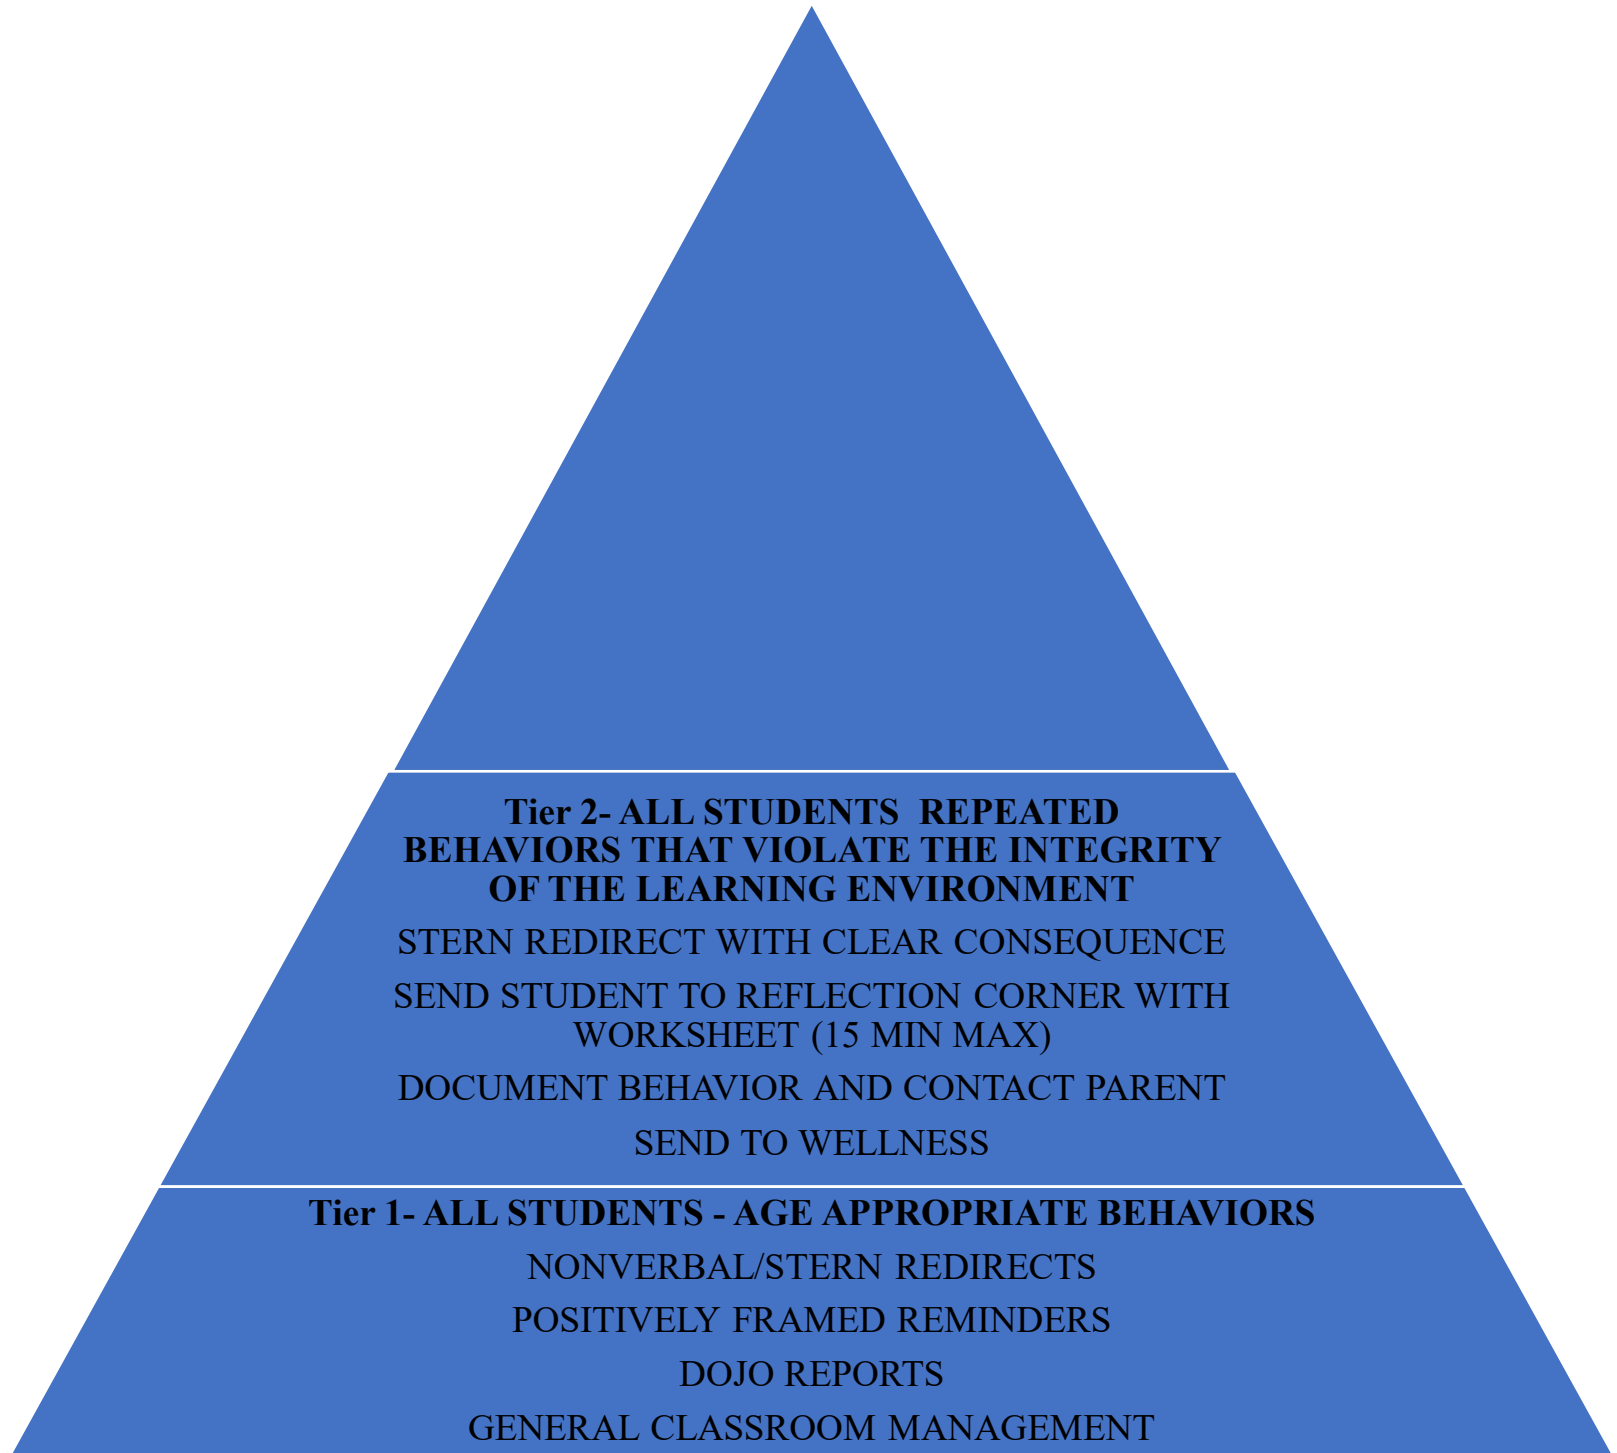 Tier 2- ALL STUDENTS  REPEATED
BEHAVIORS THAT VIOLATE THE INTEGRITY
OF THE LEARNING ENVIRONMENT
STERN REDIRECT WITH CLEAR CONSEQUENCE
SEND STUDENT TO REFLECTION CORNER WITH
WORKSHEET (15 MIN MAX)
DOCUMENT BEHAVIOR AND CONTACT PARENT
SEND TO WELLNESS
Tier 1- ALL STUDENTS - AGE APPROPRIATE BEHAVIORS
NONVERBAL/STERN REDIRECTS
POSITIVELY FRAMED REMINDERS
DOJO REPORTS
GENERAL CLASSROOM MANAGEMENT